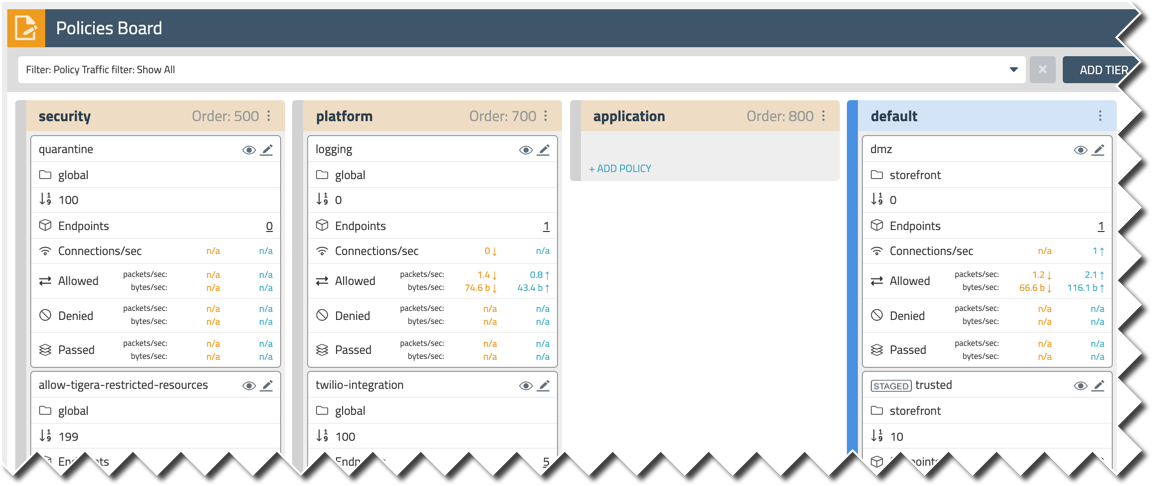 Policies Board
Filter: Policy Traffic filter: Show All
×
ADD TIER
security Order: 500
quarantine
global
100
Endpoints 0
Connections/sec n/a n/a
Allowed packets/sec: n/a n/a
bytes/sec: n/a n/a
Denied packets/sec: n/a n/a
bytes/sec: n/a n/a
Passed packets/sec: n/a n/a
bytes/sec: n/a n/a
allow-tigera-restricted-resources
global
199
Endpoints
platform Order: 700
logging
global
0
Endpoints 1
Connections/sec 0 ↓ n/a
Allowed packets/sec: 1.4 ↓ 0.8 ↑
bytes/sec: 74.6 b ↓ 43.4 b ↑
Denied packets/sec: n/a n/a
bytes/sec: n/a n/a
Passed packets/sec: n/a n/a
bytes/sec: n/a n/a
twilio-integration
global
100
Endpoints 5
application Order: 800
+ ADD POLICY
default
dmz
storefront
0
Endpoints 1
Connections/sec n/a 1 ↑
Allowed packets/sec: 1.2 ↓ 2.1 ↑
bytes/sec: 66.6 b ↓ 116.1 b ↑
Denied packets/sec: n/a n/a
bytes/sec: n/a n/a
Passed packets/sec: n/a n/a
bytes/sec: n/a n/a
STAGED trusted
storefront
10
Endpoints